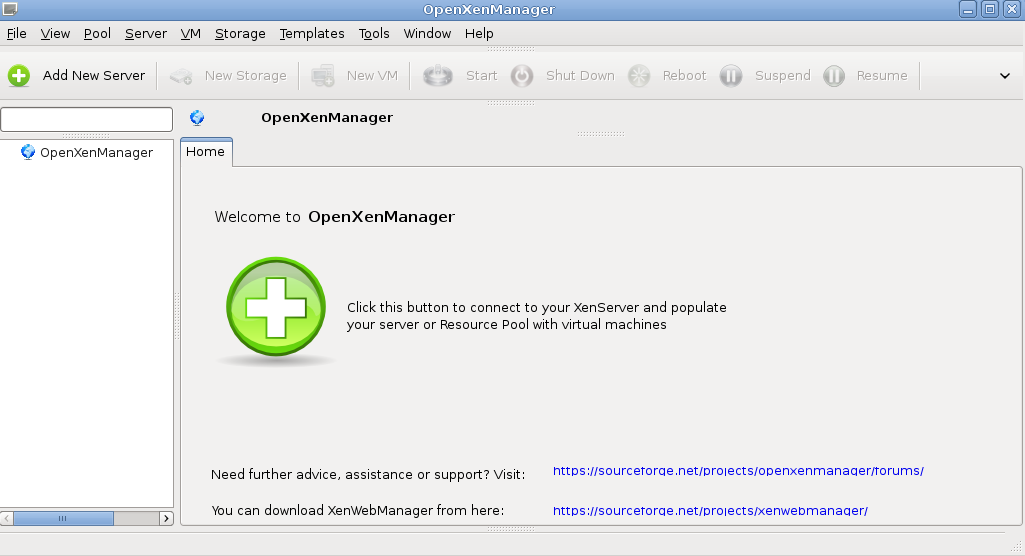 OpenXenManager
File View Pool Server VM Storage Templates Tools Window Help
Add New Server New Storage New VM Start Shut Down Reboot Suspend Resume
OpenXenManager
OpenXenManager
Home
Welcome to OpenXenManager
Click this button to connect to your XenServer and populate
your server or Resource Pool with virtual machines
Need further advice, assistance or support? Visit: https://sourceforge.net/projects/openxenmanager/forums/
You can download XenWebManager from here: https://sourceforge.net/projects/xenwebmanager/